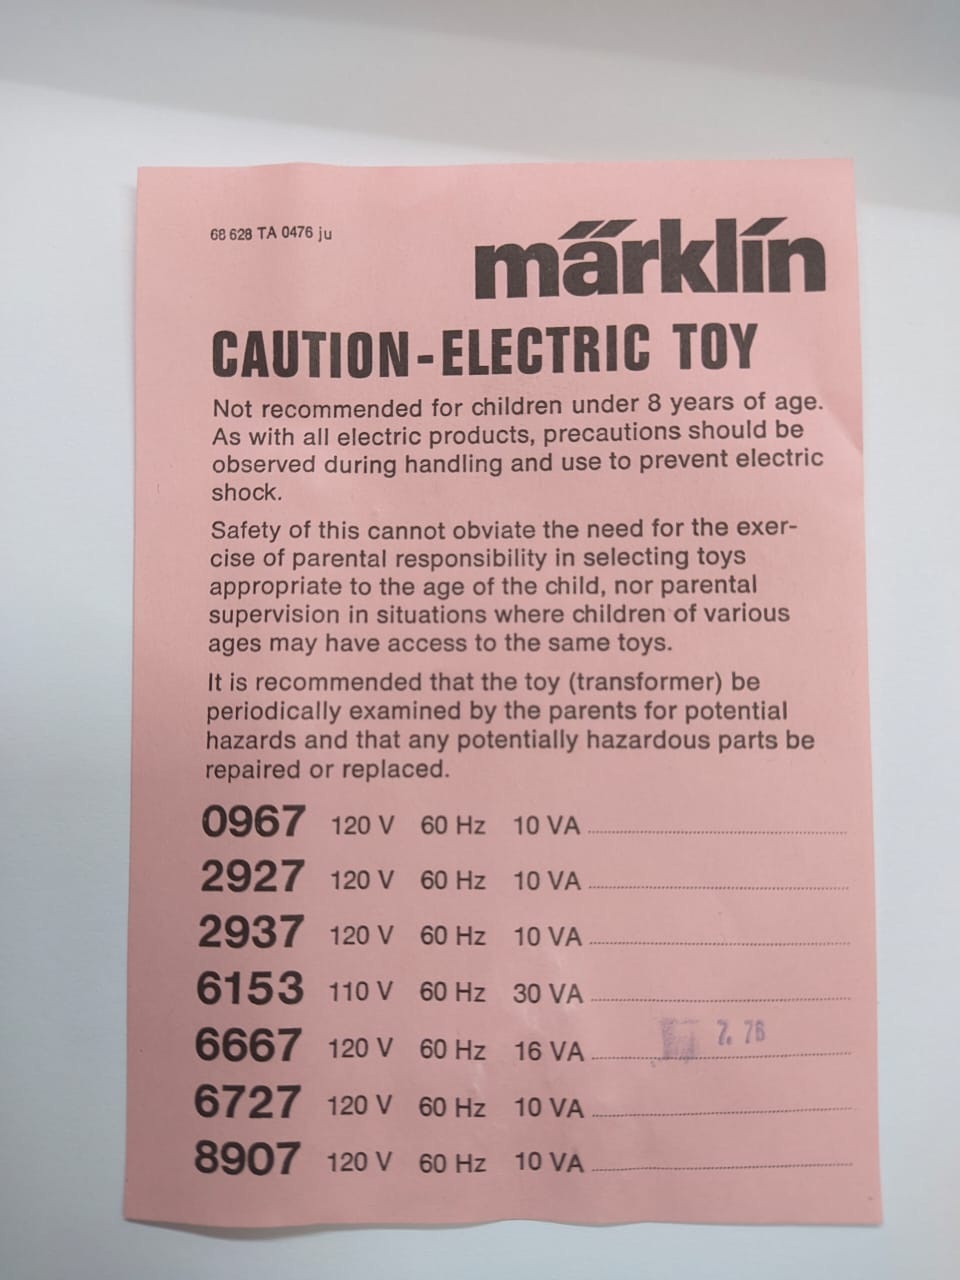 68 628 TA 0476 ju
märklin
CAUTION-ELECTRIC TOY
Not recommended for children under 8 years of age.
As with all electric products, precautions should be
observed during handling and use to prevent electric
shock.
Safety of this cannot obviate the need for the exer-
cise of parental responsibility in selecting toys
appropriate to the age of the child, nor parental
supervision in situations where children of various
ages may have access to the same toys.
It is recommended that the toy (transformer) be
periodically examined by the parents for potential
hazards and that any potentially hazardous parts be
repaired or replaced.
0967 120 V 60 Hz 10 VA
2927 120 V 60 Hz 10 VA
2937 120 V 60 Hz 10 VA
6153 110 V 60 Hz 30 VA
6667 120 V 60 Hz 16 VA 7. 76
6727 120 V 60 Hz 10 VA
8907 120 V 60 Hz 10 VA